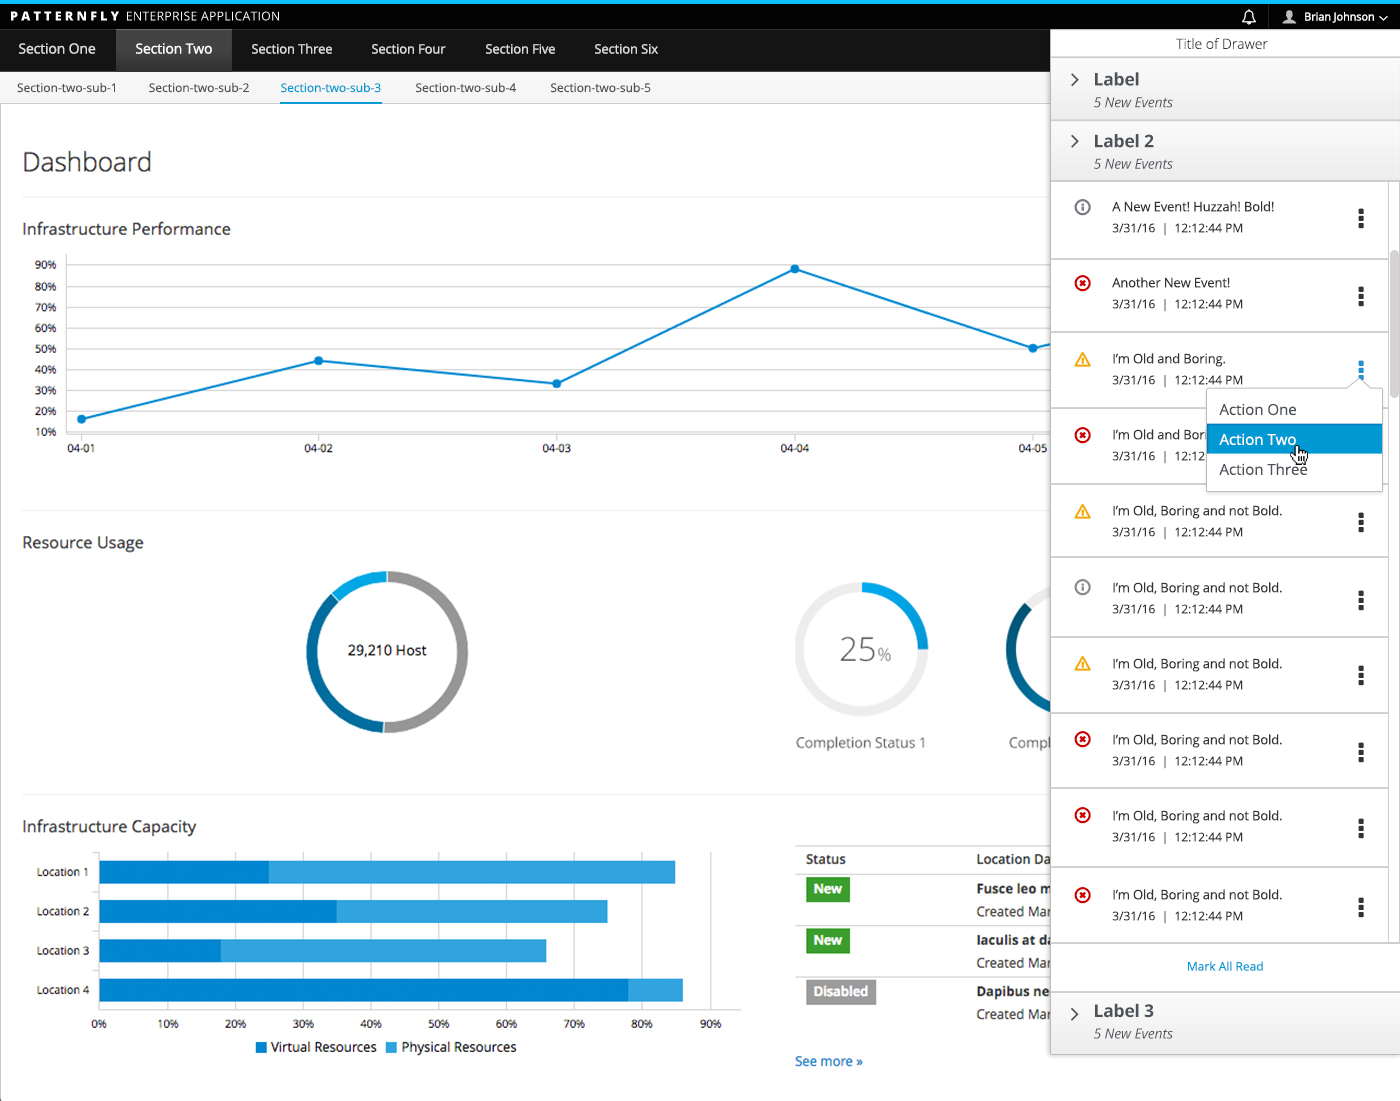 PATTERNFLY ENTERPRISE APPLICATION
Brian Johnson
Section One
Section Two
Section Three
Section Four
Section Five
Section Six
Section-two-sub-1
Section-two-sub-2
Section-two-sub-3
Section-two-sub-4
Section-two-sub-5
Dashboard
Infrastructure Performance
90%
80%
70%
60%
50%
40%
30%
20%
10%
04-01
04-02
04-03
04-04
04-05
Resource Usage
29,210 Host
25%
Completion Status 1
Infrastructure Capacity
Location 1
Location 2
Location 3
Location 4
0%
10%
20%
30%
40%
50%
60%
70%
80%
90%
Virtual Resources
Physical Resources
Status
Location Da
New
Fusce leo m
Created Mar
New
Iaculis at da
Created Mar
Disabled
Dapibus ne
Created Mar
See more »
Title of Drawer
Label
5 New Events
Label 2
5 New Events
A New Event! Huzzah! Bold!
3/31/16 | 12:12:44 PM
Another New Event!
3/31/16 | 12:12:44 PM
I'm Old and Boring.
3/31/16 | 12:12:44 PM
Action One
Action Two
Action Three
I'm Old and Bori
3/31/16 | 12:12
I'm Old, Boring and not Bold.
3/31/16 | 12:12:44 PM
I'm Old, Boring and not Bold.
3/31/16 | 12:12:44 PM
I'm Old, Boring and not Bold.
3/31/16 | 12:12:44 PM
I'm Old, Boring and not Bold.
3/31/16 | 12:12:44 PM
I'm Old, Boring and not Bold.
3/31/16 | 12:12:44 PM
I'm Old, Boring and not Bold.
3/31/16 | 12:12:44 PM
Mark All Read
Label 3
5 New Events